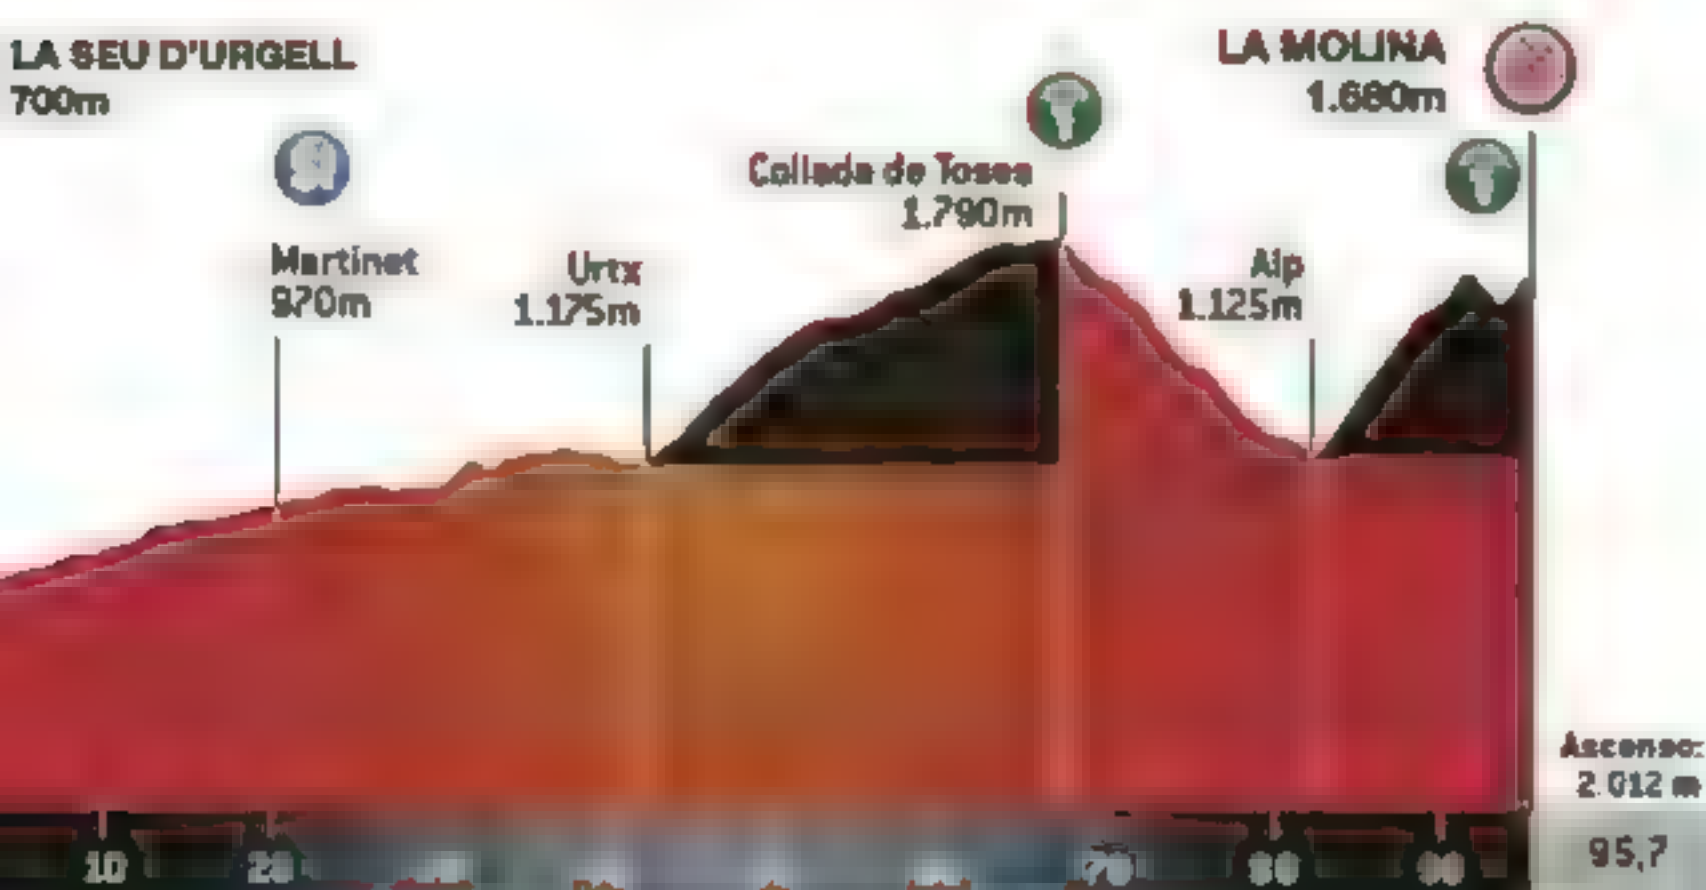 LA SEU D'URGELL
700m
Martinet
970m
Urtx
1.175m
Collada de Toses
1.790m
Alp
1.125m
LA MOLINA
1.680m
Ascenso:
2.012 m
10
20
70
80
90
95,7